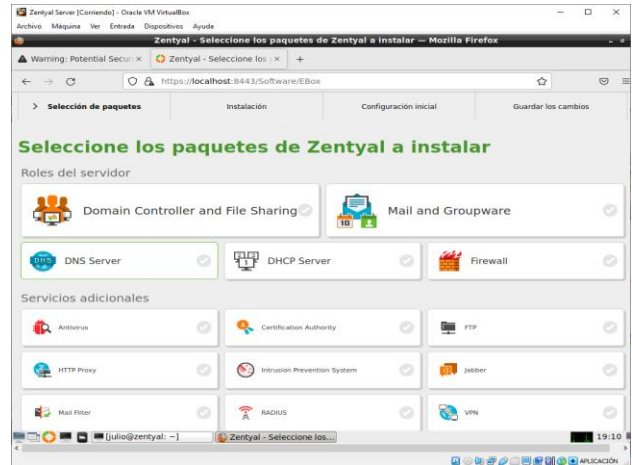 Zentyal Server [Corriendo] - Oracle VM VirtualBox
Archivo Máquina Ver Entrada Dispositivos Ayuda
Zentyal - Seleccione los paquetes de Zentyal a instalar — Mozilla Firefox
Warning: Potential Secur Zentyal - Seleccione los
https://localhost:8443/Software/EBox
Selección de paquetes Instalación Configuración inicial Guardar los cambios
Seleccione los paquetes de Zentyal a instalar
Roles del servidor
Domain Controller and File Sharing Mail and Groupware
DNS Server DHCP Server Firewall
Servicios adicionales
Antivirus Certification Authority FTP
HTTP Proxy Intrusion Prevention System Jabber
Mail Filter RADIUS VPN
[julio@zentyal: ~] Zentyal - Seleccione los... 19:10
APLICACIÓN